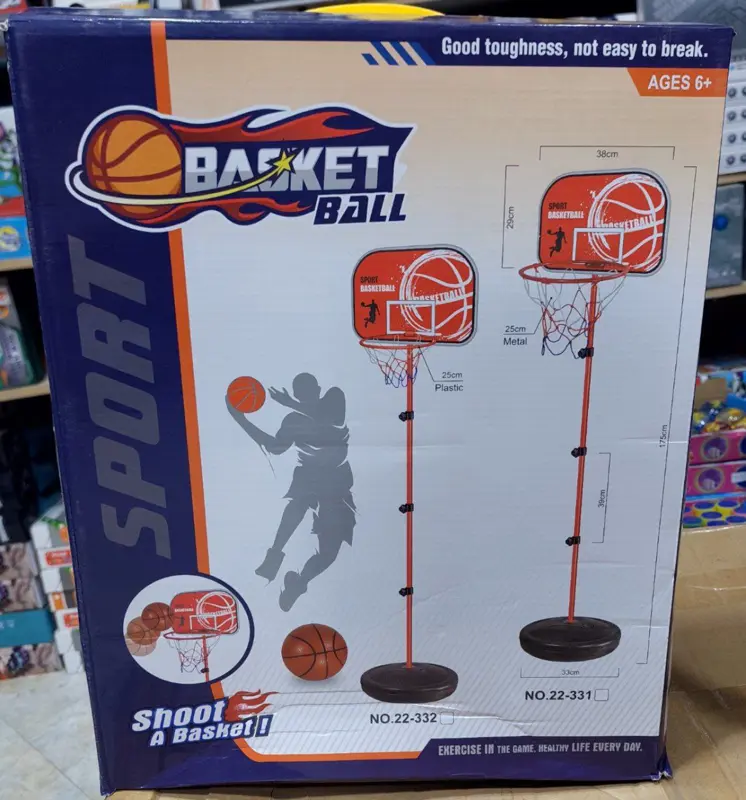 Good toughness, not easy to break.
AGES 6+
BASKET
BALL
SPORT
38cm
29cm
SPORT
BASKETBALL
BASKETBALL
25cm
Metal
SPORT
BASKETBALL
BASKETBALL
25cm
Plastic
175cm
39cm
33cm
NO.22-331
NO.22-332
Shoot
A Basket!
EXERCISE IN THE GAME, HEALTHY LIFE EVERY DAY.